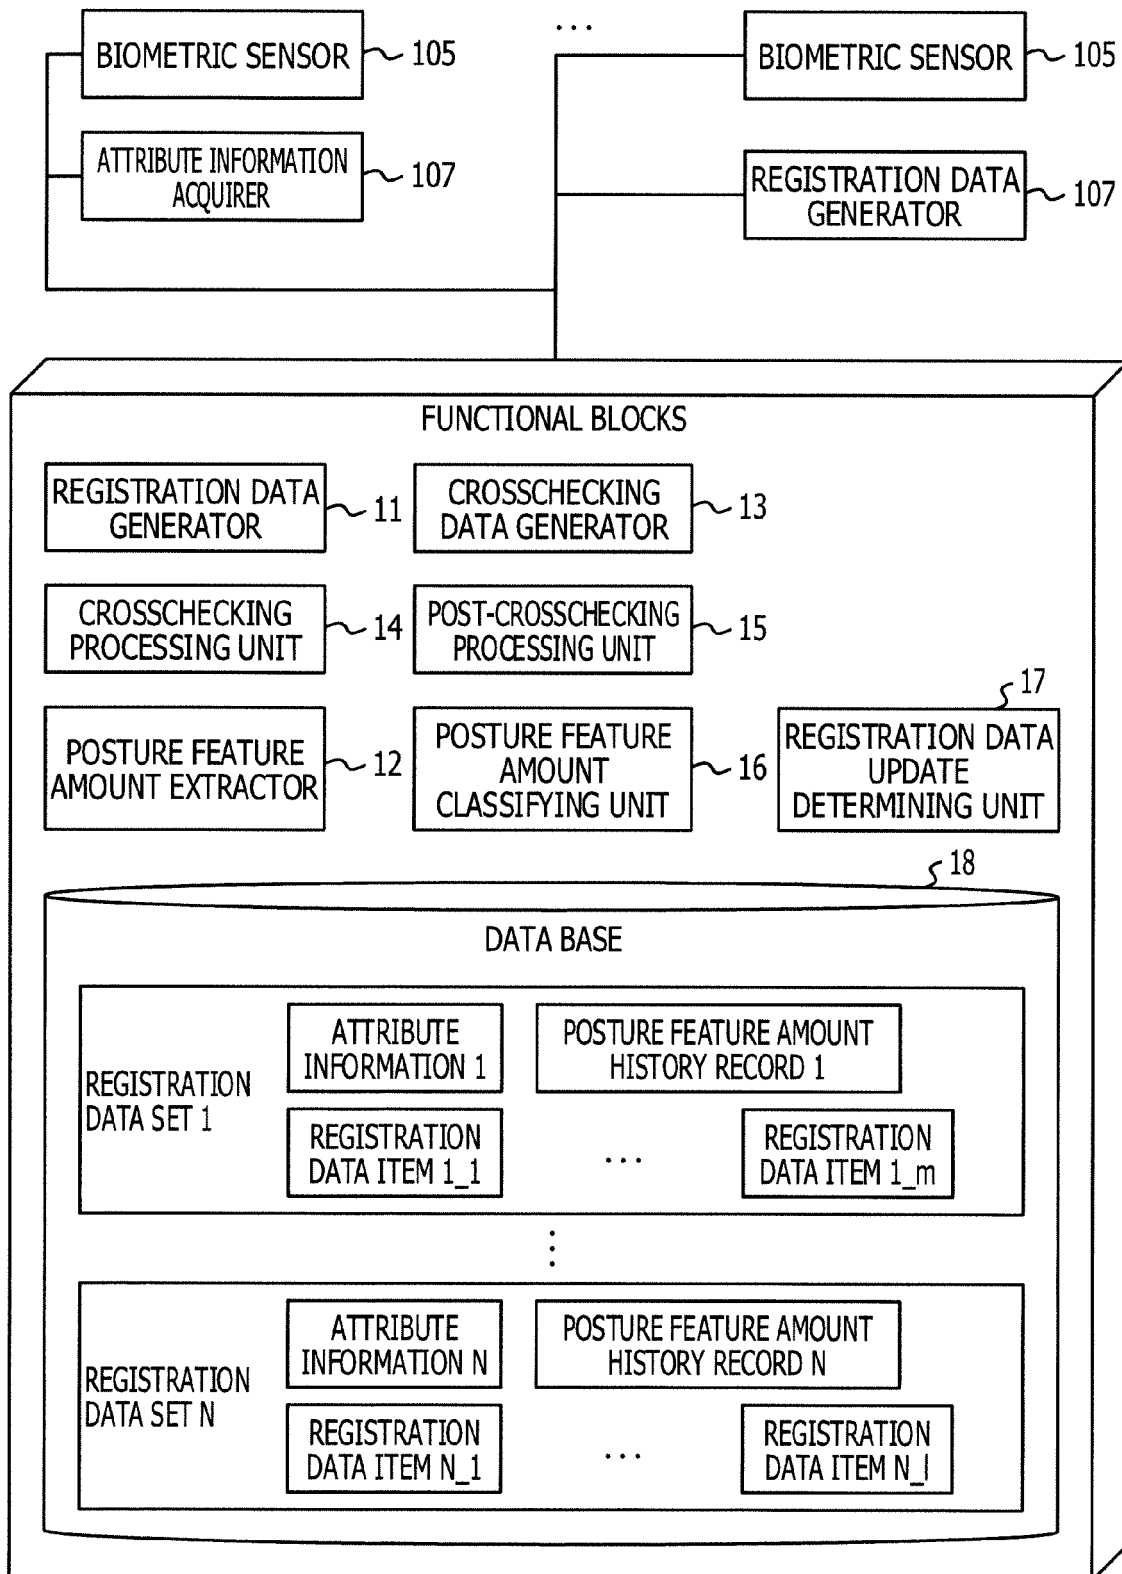 BIOMETRIC SENSOR
105
...
BIOMETRIC SENSOR
105
ATTRIBUTE INFORMATION
ACQUIRER
107
REGISTRATION DATA
GENERATOR
107
FUNCTIONAL BLOCKS
REGISTRATION DATA
GENERATOR
11
CROSSCHECKING
DATA GENERATOR
13
CROSSCHECKING
PROCESSING UNIT
14
POST-CROSSCHECKING
PROCESSING UNIT
15
POSTURE FEATURE
AMOUNT EXTRACTOR
12
POSTURE FEATURE
AMOUNT
CLASSIFYING UNIT
16
17
REGISTRATION DATA
UPDATE
DETERMINING UNIT
18
DATA BASE
REGISTRATION
DATA SET 1
ATTRIBUTE
INFORMATION 1
POSTURE FEATURE AMOUNT
HISTORY RECORD 1
REGISTRATION
DATA ITEM 1_1
...
REGISTRATION
DATA ITEM 1_m
⋮
REGISTRATION
DATA SET N
ATTRIBUTE
INFORMATION N
POSTURE FEATURE AMOUNT
HISTORY RECORD N
REGISTRATION
DATA ITEM N_1
...
REGISTRATION
DATA ITEM N_l